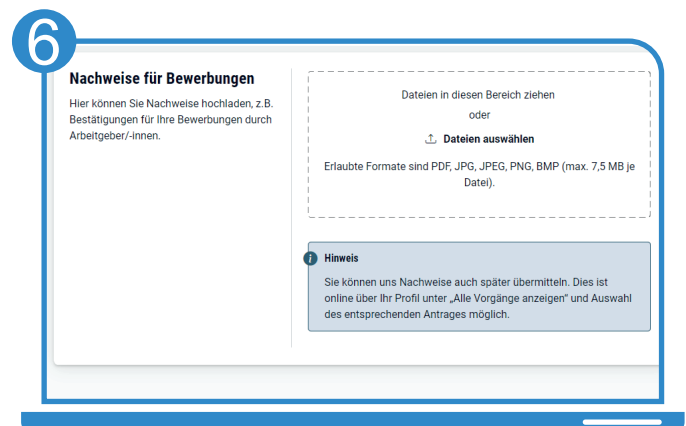 6
Nachweise für Bewerbungen
Hier können Sie Nachweise hochladen, z.B.
Bestätigungen für Ihre Bewerbungen durch
Arbeitgeber/-innen.
Dateien in diesen Bereich ziehen
oder
Dateien auswählen
Erlaubte Formate sind PDF, JPG, JPEG, PNG, BMP (max. 7,5 MB je
Datei).
i Hinweis
Sie können uns Nachweise auch später übermitteln. Dies ist
online über Ihr Profil unter „Alle Vorgänge anzeigen“ und Auswahl
des entsprechenden Antrages möglich.